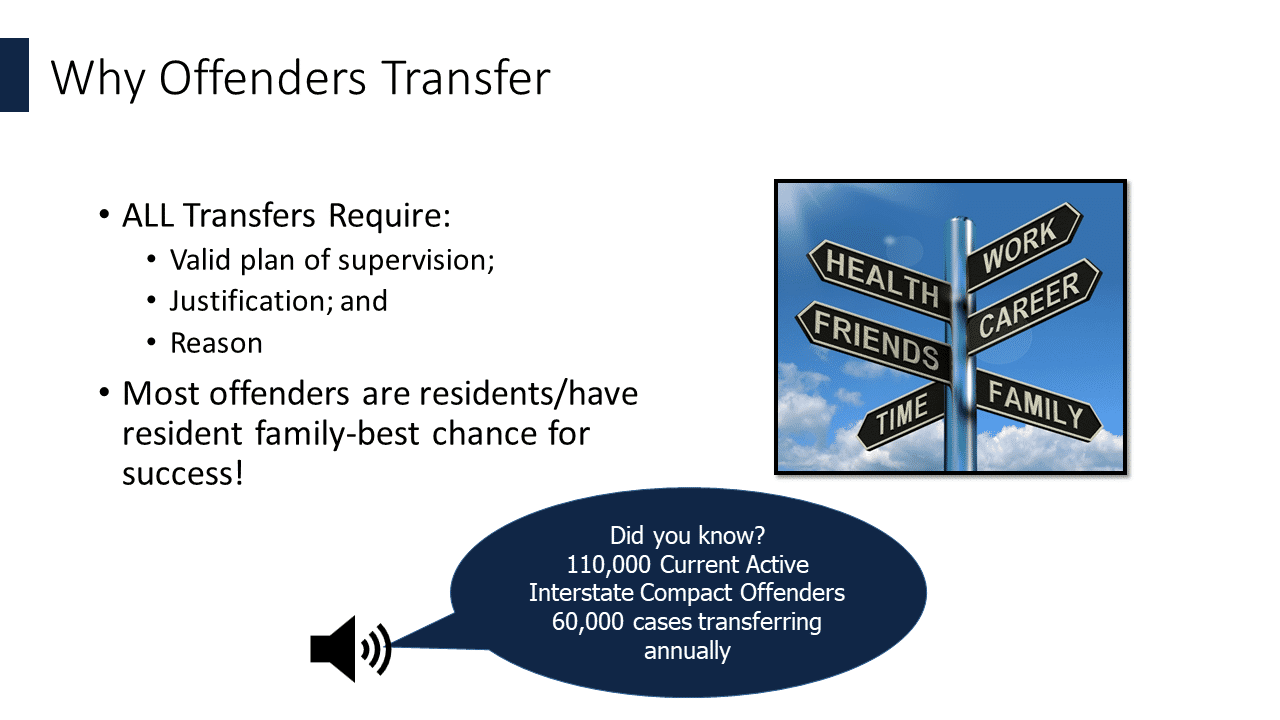 Why Offenders Transfer
• ALL Transfers Require:
• Valid plan of supervision;
• Justification; and
• Reason
• Most offenders are residents/have
resident family-best chance for
success!
HEALTH
WORK
FRIENDS
CAREER
TIME
FAMILY
Did you know?
110,000 Current Active
Interstate Compact Offenders
60,000 cases transferring
annually